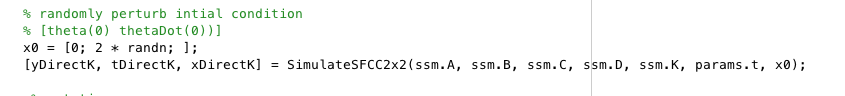 % randomly perturb intial condition
% [theta(0) thetaDot(0))]
x0 = [0; 2 * randn; ];
[yDirectK, tDirectK, xDirectK] = SimulateSFCC2x2(ssm.A, ssm.B, ssm.C, ssm.D, ssm.K, params.t, x0);